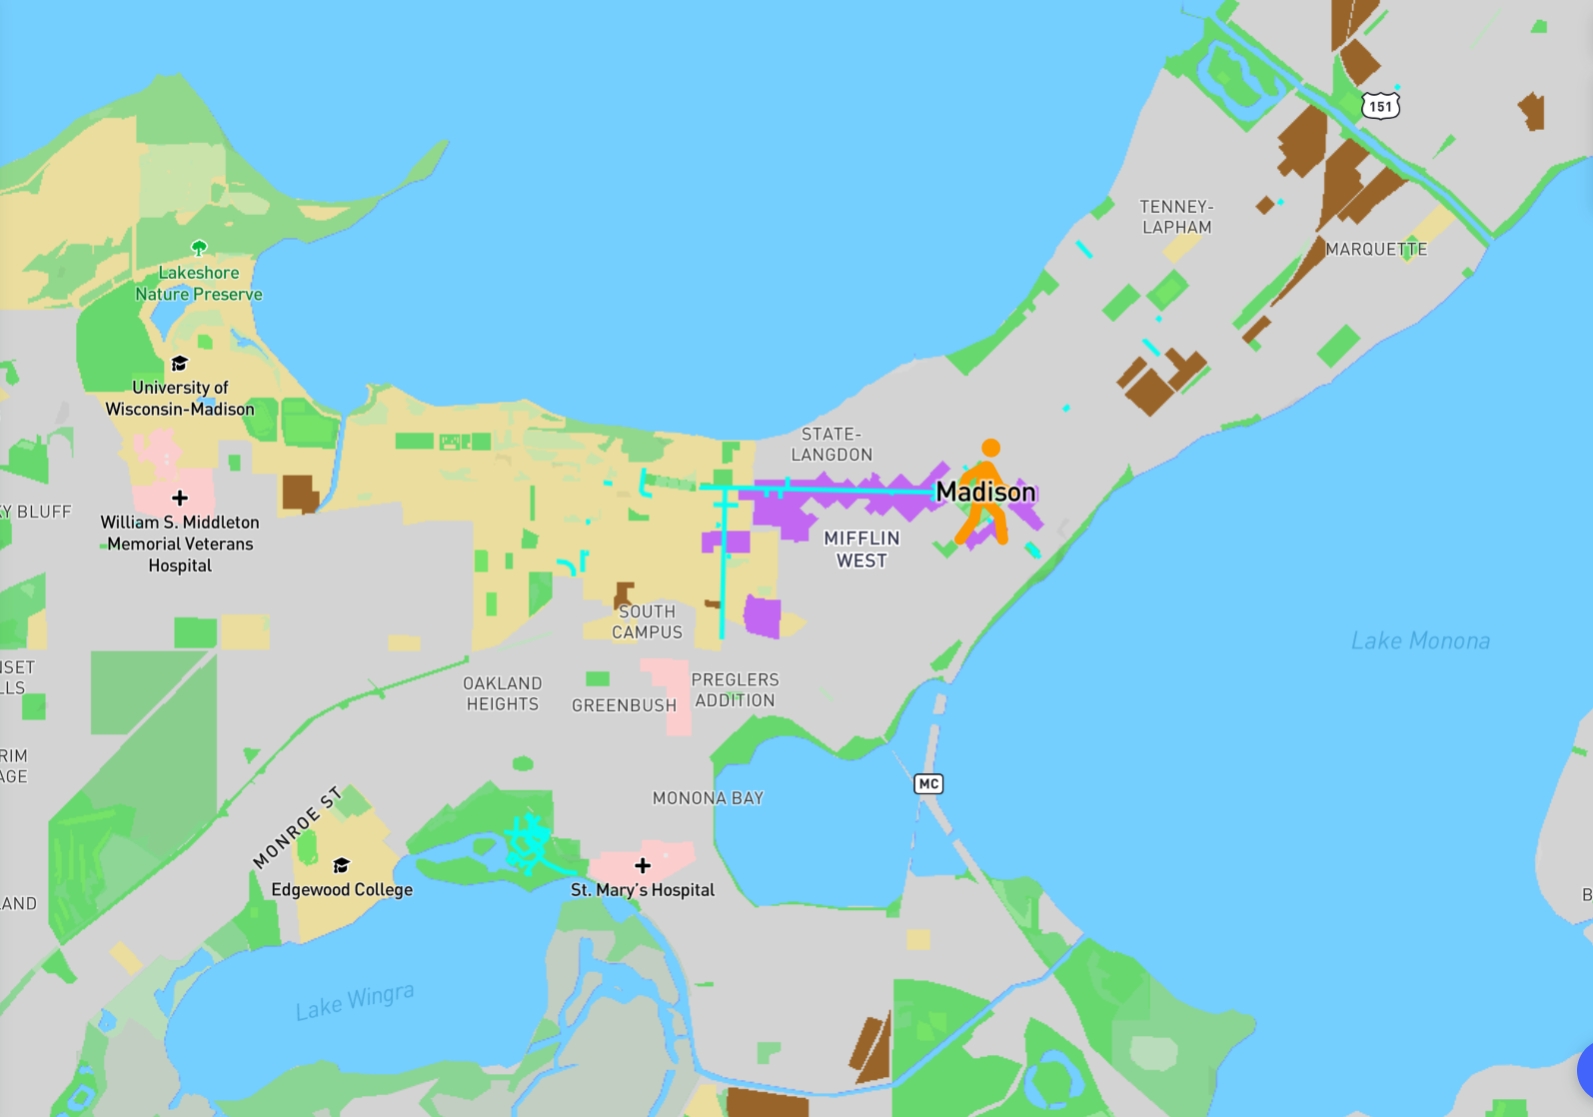 151
TENNEY-
LAPHAM
MARQUETTE
Lakeshore
Nature Preserve
University of
Wisconsin-Madison
STATE-
LANGDON
Madison
KY BLUFF
William S. Middleton
Memorial Veterans
Hospital
MIFFLIN
WEST
SOUTH
CAMPUS
Lake Monona
NSET
LLS
OAKLAND
HEIGHTS
GREENBUSH
PREGLERS
ADDITION
RIM
AGE
MC
MONONA BAY
MONROE ST
Edgewood College
St. Mary's Hospital
LAND
B
Lake Wingra